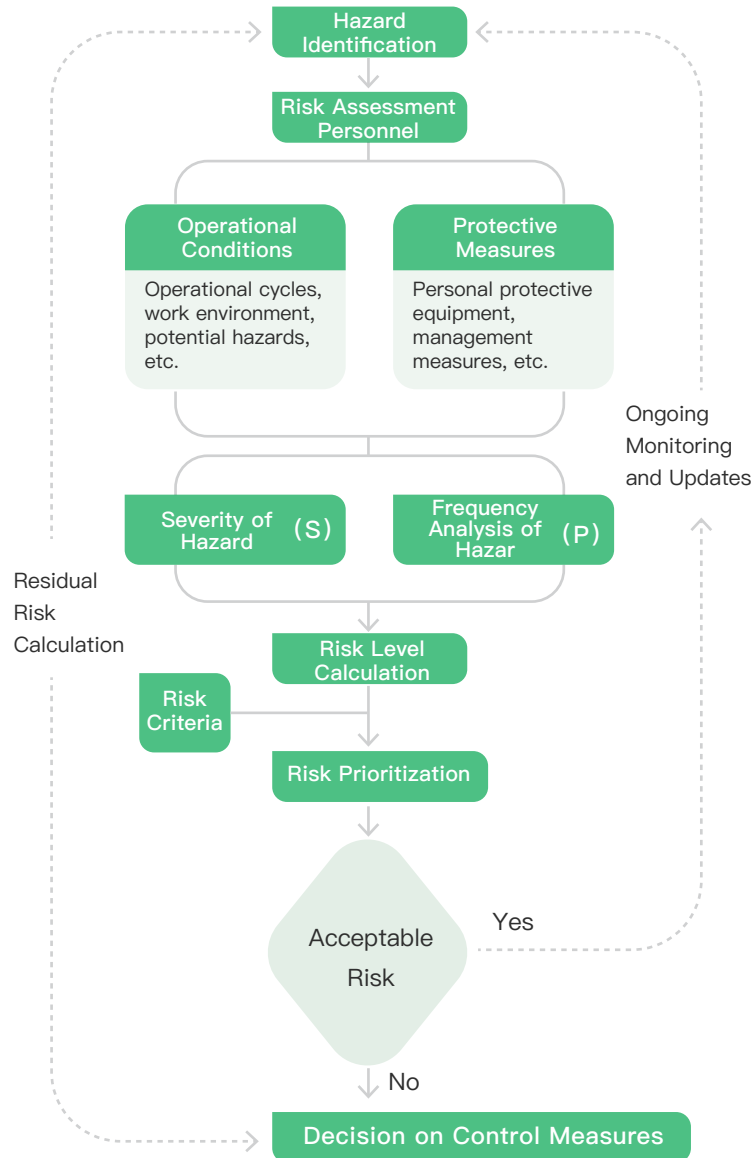 Hazard
Identification
Risk Assessment
Personnel
Operational
Conditions
Operational cycles,
work environment,
potential hazards,
etc.
Protective
Measures
Personal protective
equipment,
management
measures, etc.
Ongoing
Monitoring
and Updates
Severity of
Hazard
(S)
Frequency
Analysis of
Hazar
(P)
Residual
Risk
Calculation
Risk Level
Calculation
Risk
Criteria
Risk Prioritization
Acceptable
Risk
Yes
No
Decision on Control Measures